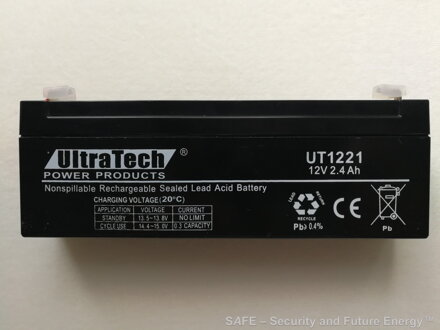 UltraTech ®
POWER PRODUCTS
Nonspillable Rechargeable Sealed Lead Acid Battery
CHARGING VOLTAGE (20°C)
APPLICATION VOLTAGE CURRENT
STANDBY 13.5-13.8V NO LIMIT
CYCLE USE 14.4-15.0V 0.3 CAPACITY
UT1221
12V 2.4 Ah
LEAD
RECYCLE
Pb> 0.4%
CE
Pb
SAFE – Security and Future Energy™